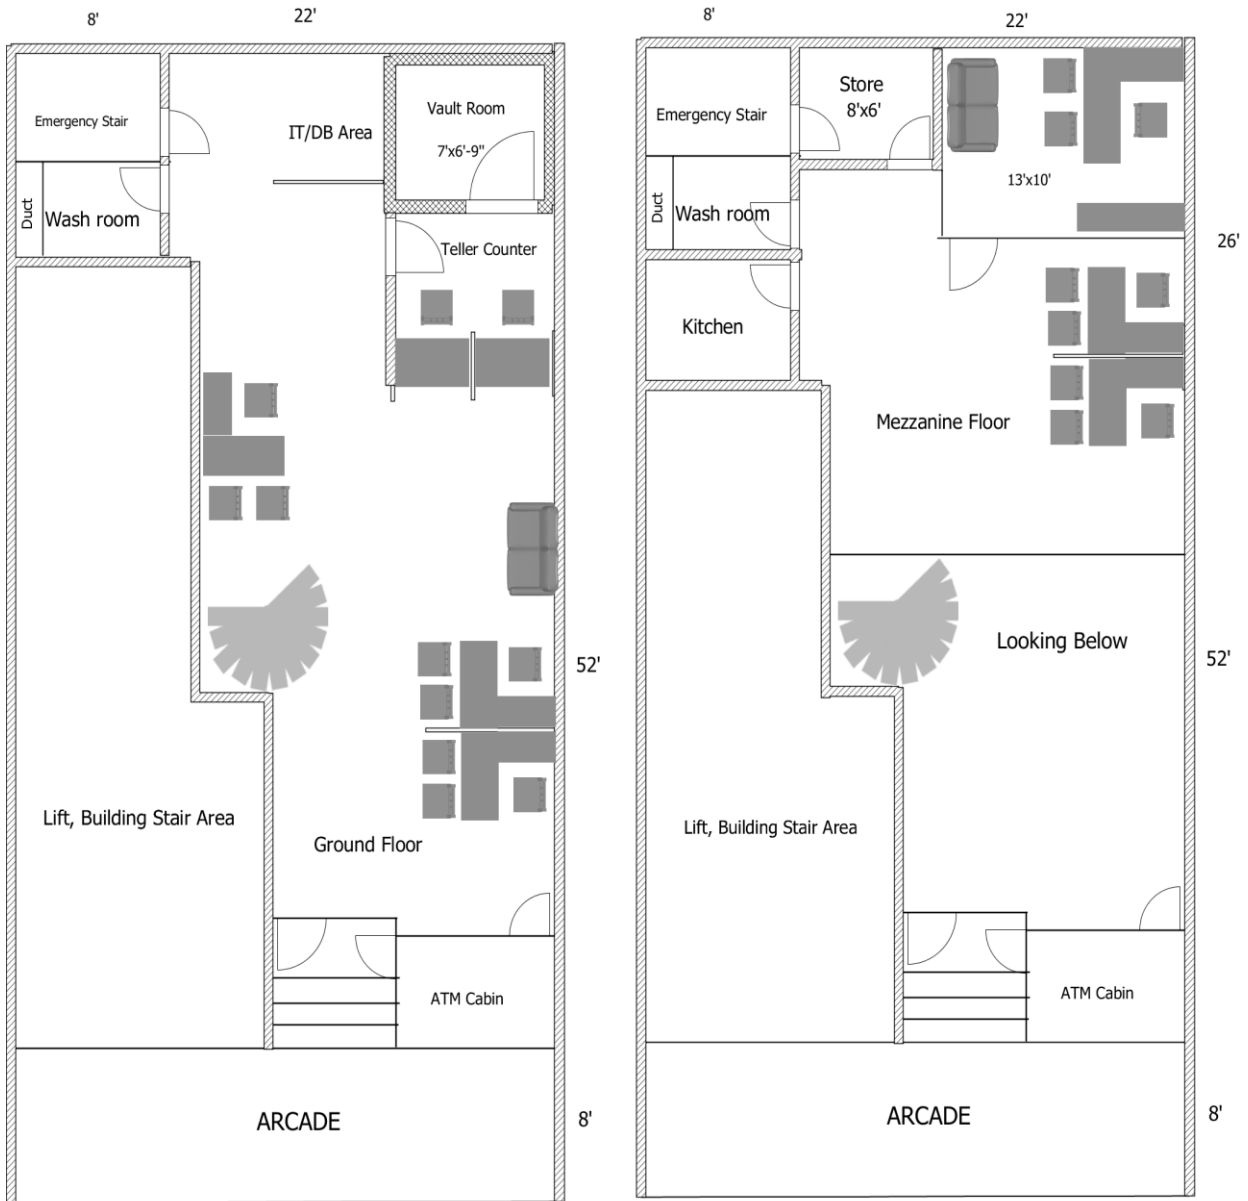 8'
22'
Emergency Stair
IT/DB Area
Vault Room
7'x6'-9"
Duct
Wash room
Teller Counter
52'
Lift, Building Stair Area
Ground Floor
ATM Cabin
ARCADE
8'
8'
22'
Emergency Stair
Store
8'x6'
13'x10'
Duct
Wash room
26'
Kitchen
Mezzanine Floor
Looking Below
52'
Lift, Building Stair Area
ATM Cabin
ARCADE
8'